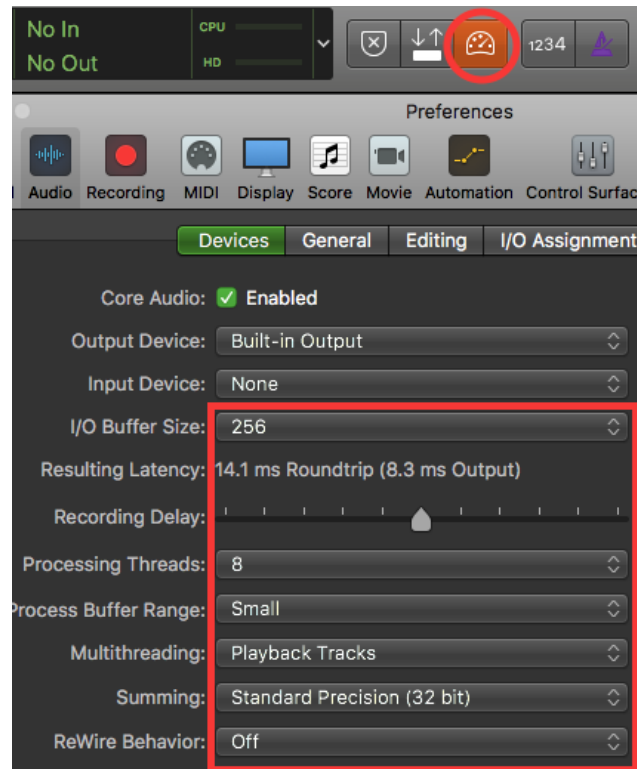 No In
No Out
CPU
HD
1234
Preferences
Audio Recording MIDI Display Score Movie Automation Control Surfac
Devices General Editing I/O Assignment
Core Audio: Enabled
Output Device: Built-in Output
Input Device: None
I/O Buffer Size: 256
Resulting Latency: 14.1 ms Roundtrip (8.3 ms Output)
Recording Delay:
Processing Threads: 8
Process Buffer Range: Small
Multithreading: Playback Tracks
Summing: Standard Precision (32 bit)
ReWire Behavior: Off